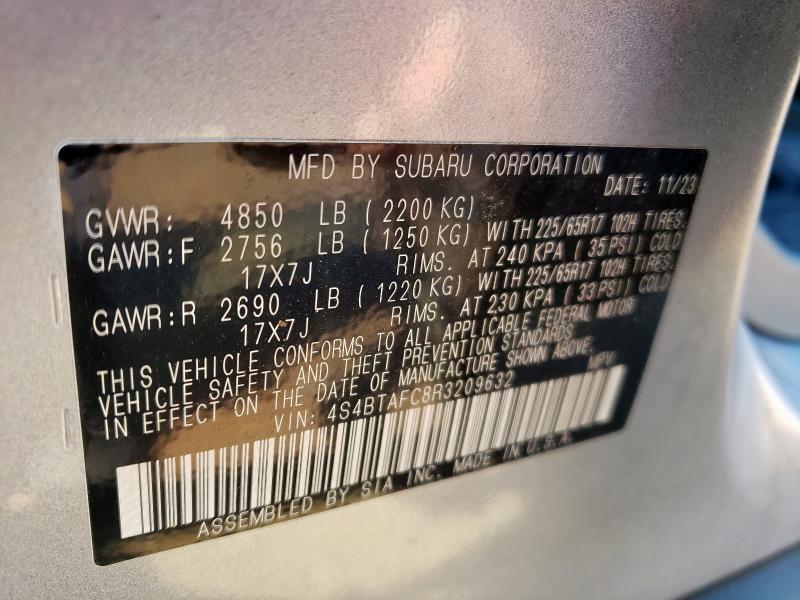 MFD BY SUBARU CORPORATION
DATE: 11/23
GVWR: 4850 LB ( 2200 KG)
GAWR:F 2756 LB ( 1250 KG) WITH 225/65R17 102H TIRES.
17X7J RIMS. AT 240 KPA ( 35 PSI) COLD
GAWR:R 2690 LB ( 1220 KG) WITH 225/65R17 102H TIRES.
17X7J RIMS. AT 230 KPA ( 33 PSI) COLD
THIS VEHICLE CONFORMS TO ALL APPLICABLE FEDERAL MOTOR
VEHICLE SAFETY AND THEFT PREVENTION STANDARDS
IN EFFECT ON THE DATE OF MANUFACTURE SHOWN ABOVE.
VIN: 4S4BTAFC8R3209632 MPV
ASSEMBLED BY SIA INC. MADE IN U.S.A.